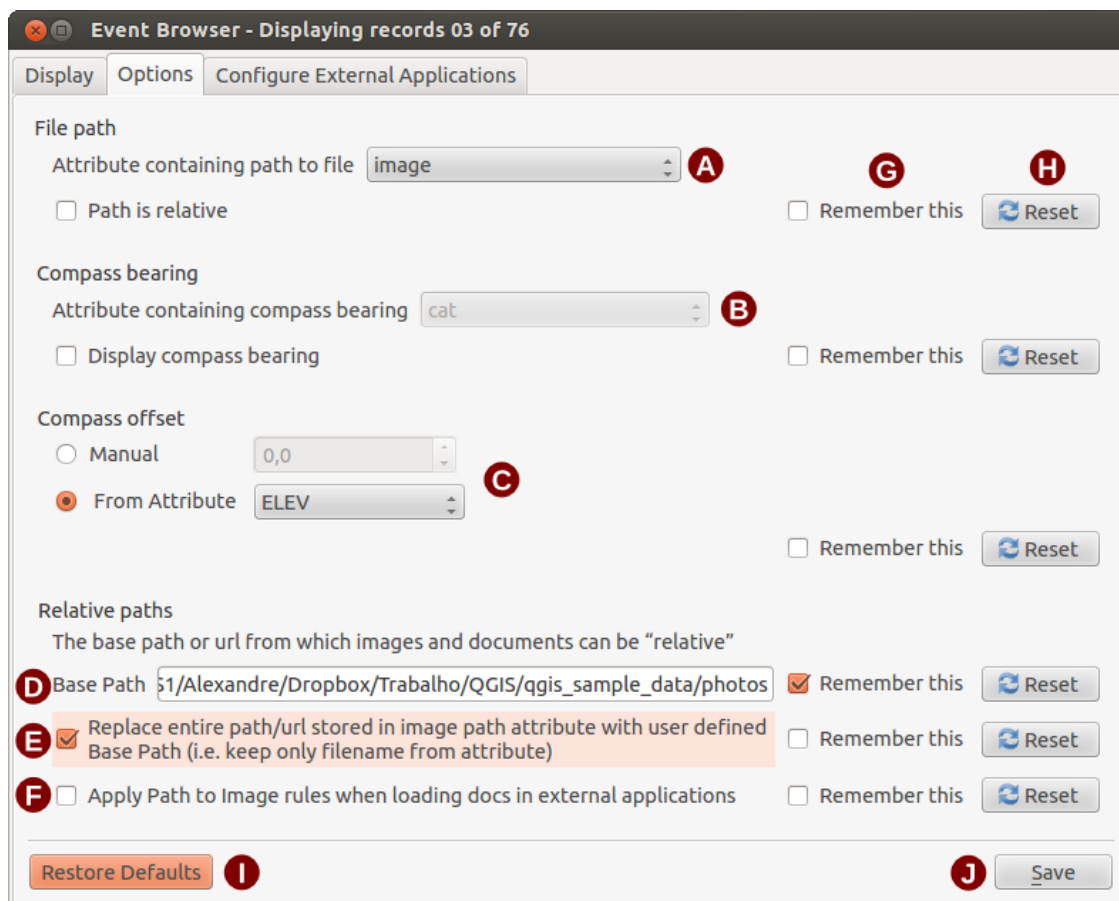 Event Browser - Displaying records 03 of 76
Display Options Configure External Applications
File path
Attribute containing path to file image A G H
Path is relative Remember this Reset
Compass bearing
Attribute containing compass bearing cat B
Display compass bearing Remember this Reset
Compass offset
Manual 0,0
C
From Attribute ELEV
Remember this Reset
Relative paths
The base path or url from which images and documents can be “relative”
D Base Path S1/Alexandre/Dropbox/Trabalho/QGIS/qgis_sample_data/photos Remember this Reset
E Replace entire path/url stored in image path attribute with user defined
Base Path (i.e. keep only filename from attribute) Remember this Reset
F Apply Path to Image rules when loading docs in external applications Remember this Reset
Restore Defaults I J Save